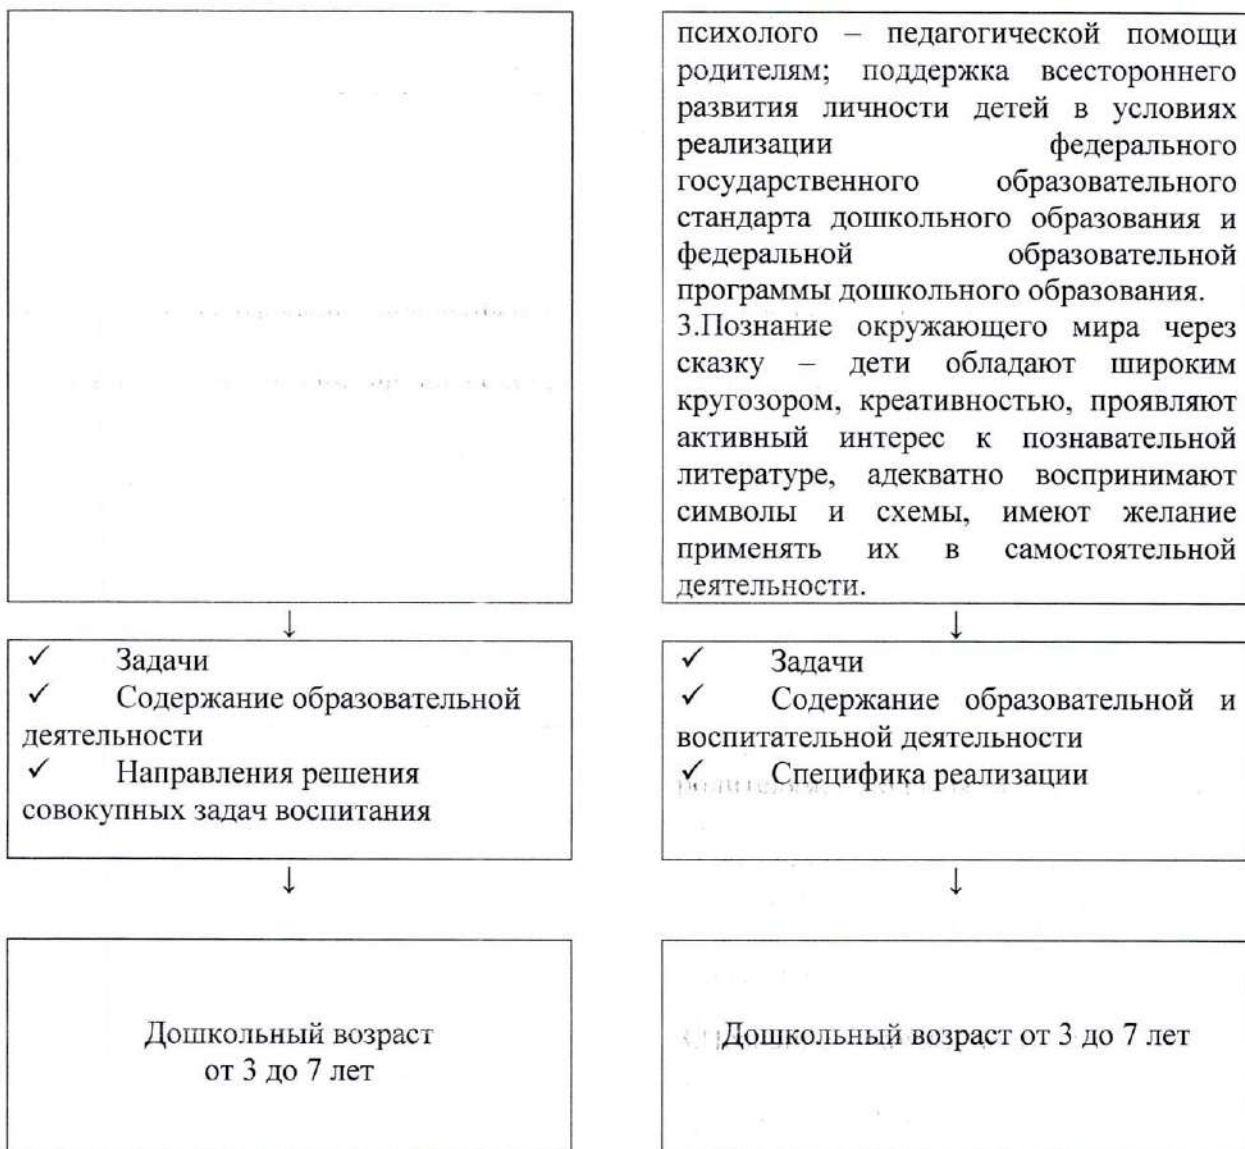 психолого – педагогической помощи
родителям; поддержка всестороннего
развития личности детей в условиях
реализации федерального
государственного образовательного
стандарта дошкольного образования и
федеральной образовательной
программы дошкольного образования.
3.Познание окружающего мира через
сказку – дети обладают широким
кругозором, креативностью, проявляют
активный интерес к познавательной
литературе, адекватно воспринимают
символы и схемы, имеют желание
применять их в самостоятельной
деятельности.
↓
↓
✓ Задачи
✓ Содержание образовательной
деятельности
✓ Направления решения
совокупных задач воспитания
✓ Задачи
✓ Содержание образовательной и
воспитательной деятельности
✓ Специфика реализации
↓
↓
Дошкольный возраст
от 3 до 7 лет
Дошкольный возраст от 3 до 7 лет